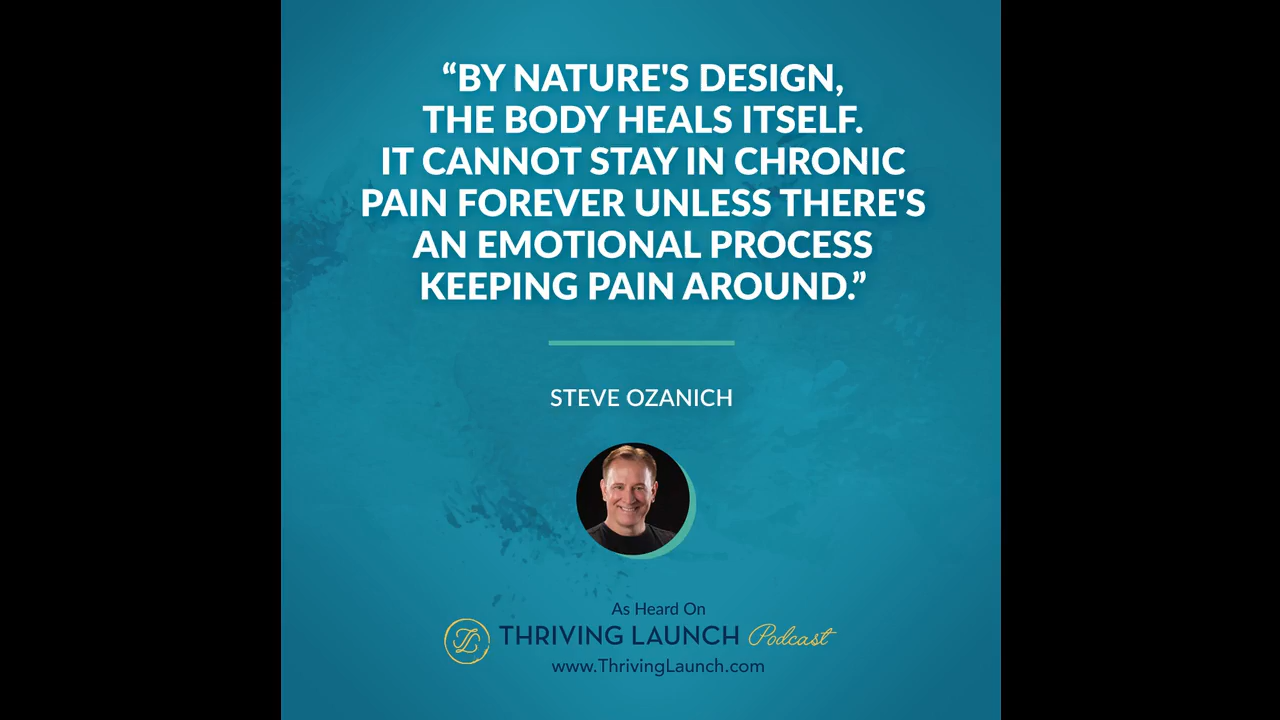 “BY NATURE'S DESIGN,
THE BODY HEALS ITSELF.
IT CANNOT STAY IN CHRONIC
PAIN FOREVER UNLESS THERE'S
AN EMOTIONAL PROCESS
KEEPING PAIN AROUND.”
STEVE OZANICH
As Heard On
TL THRIVING LAUNCH Podcast
www.ThrivingLaunch.com